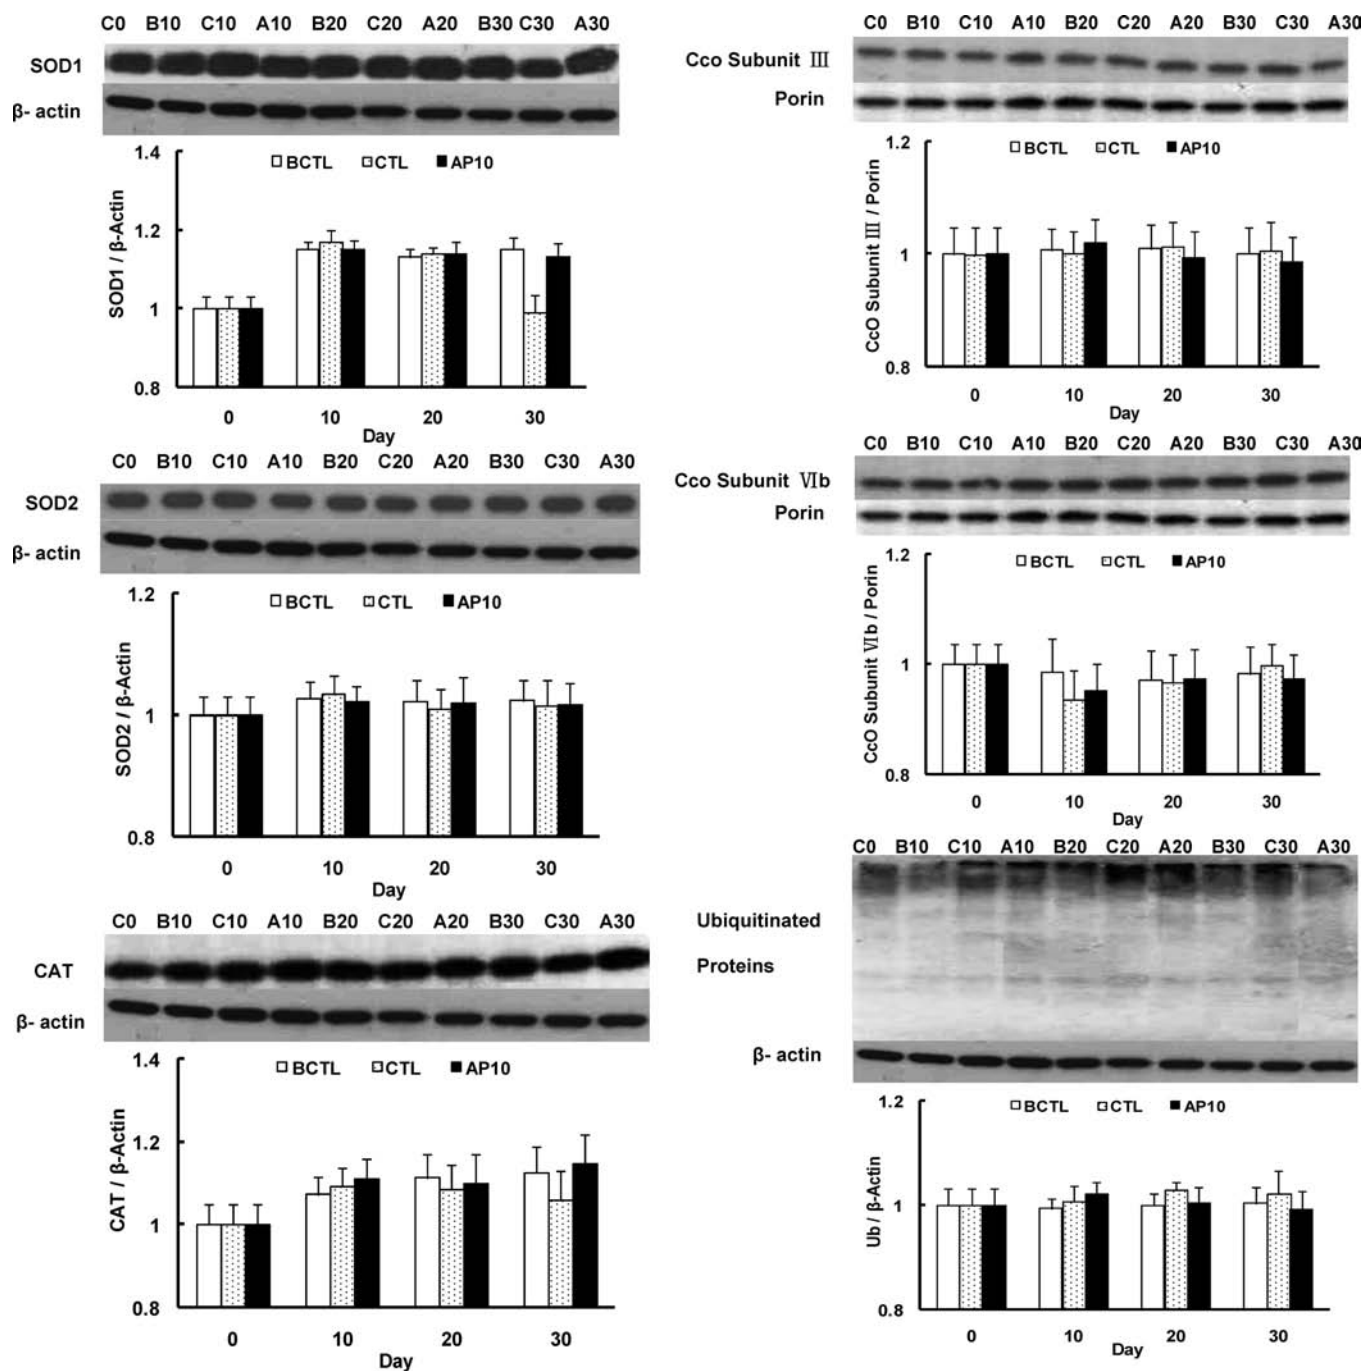 C0 B10 C10 A10 B20 C20 A20 B30 C30 A30
SOD1
β- actin
1.4
BCTL CTL AP10
1.2
1
0.8
SOD1 / β-Actin
0 10 20 30
Day
C0 B10 C10 A10 B20 C20 A20 B30 C30 A30
SOD2
β- actin
1.2
BCTL CTL AP10
1
0.8
SOD2 / β-Actin
0 10 20 30
Day
C0 B10 C10 A10 B20 C20 A20 B30 C30 A30
CAT
β- actin
1.4
BCTL CTL AP10
1.2
1
0.8
CAT / β-Actin
0 10 20 30
Day
C0 B10 C10 A10 B20 C20 A20 B30 C30 A30
Cco Subunit Ⅲ
Porin
1.2
BCTL CTL AP10
1
0.8
CcO Subunit Ⅲ / Porin
0 10 20 30
Day
C0 B10 C10 A10 B20 C20 A20 B30 C30 A30
Cco Subunit Ⅵb
Porin
1.2
BCTL CTL AP10
1
0.8
CcO Subunit Ⅵb / Porin
0 10 20 30
Day
C0 B10 C10 A10 B20 C20 A20 B30 C30 A30
Ubiquitinated
Proteins
β- actin
1.2
BCTL CTL AP10
1
0.8
Ub / β-Actin
0 10 20 30
Day